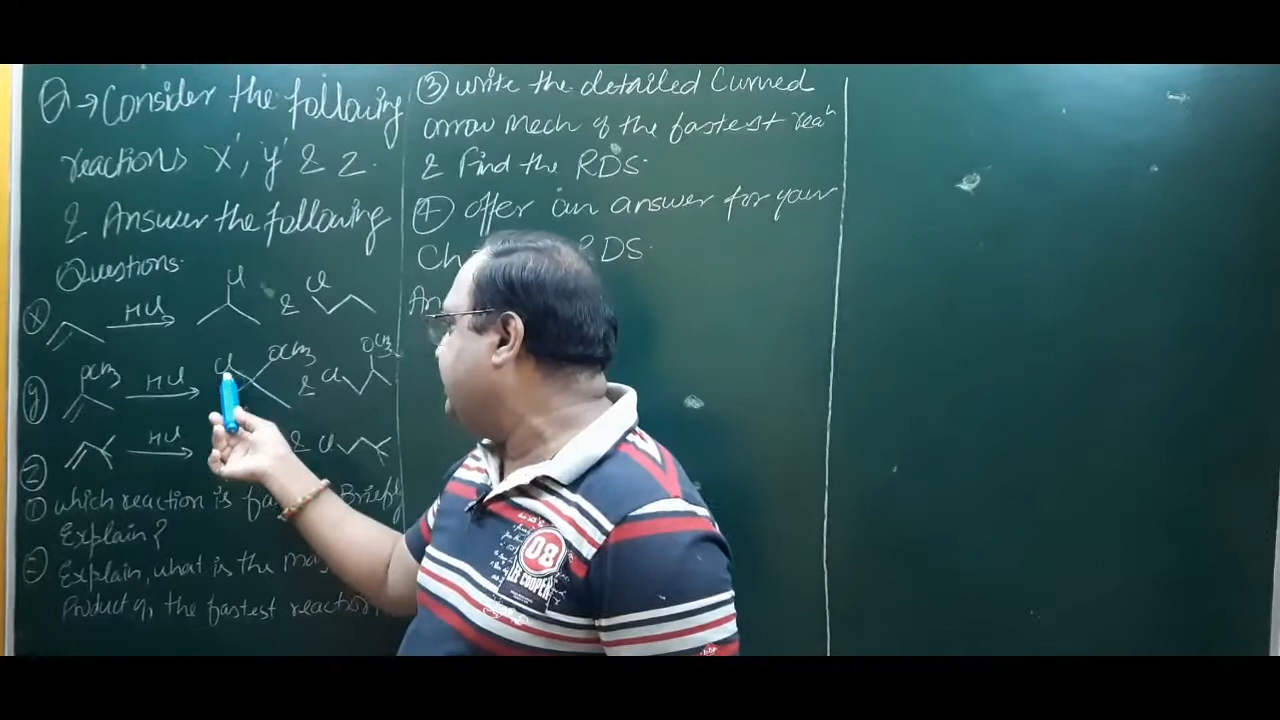 Q → Consider the following
reactions x', y' & z.
& Answer the following
Questions.
x HCl Cl & Cl
y OCH3 HCl Cl OCH3 & Cl OCH3
z HCl & Cl
1 which reaction is Briefly
Explain?
2 Explain, what is the
Product of the fastest reaction
3 write the detailed Curved
arrow Mech of the fastest reaⁿ
& Find the RDS.
4 offer an answer for your
RDS.
08
LEE COOPER